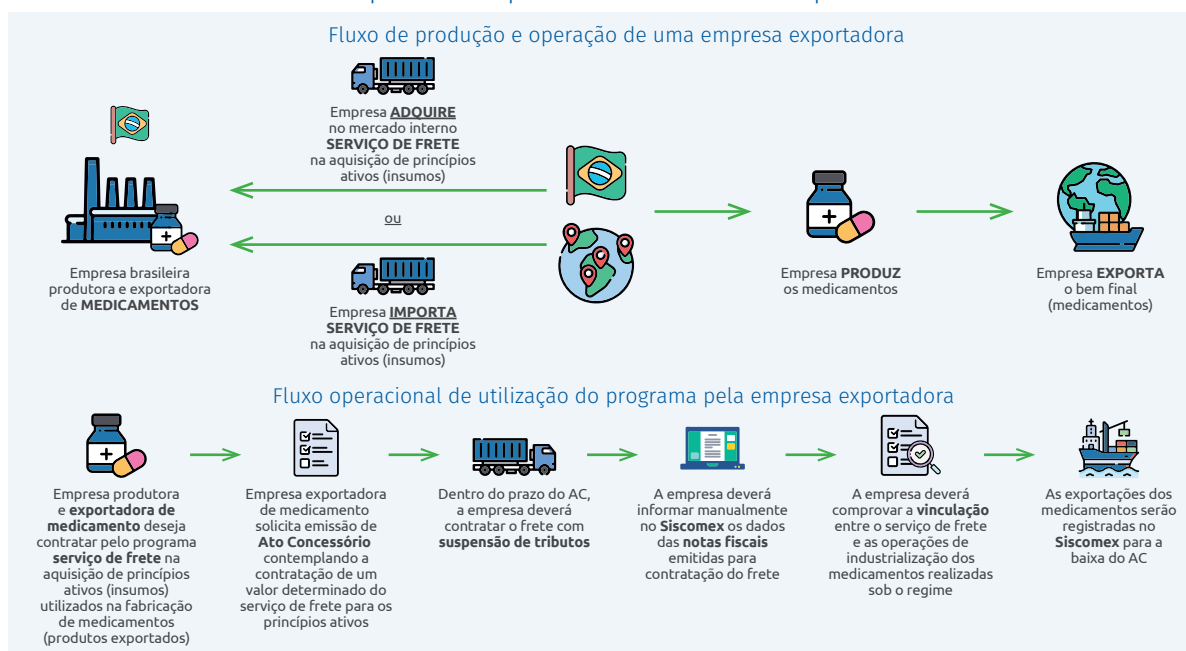 Fluxo de produção e operação de uma empresa exportadora
Empresa ADQUIRE
no mercado interno
SERVIÇO DE FRETE
na aquisição de princípios
ativos (insumos)
ou
Empresa IMPORTA
SERVIÇO DE FRETE
na aquisição de princípios
ativos (insumos)
Empresa brasileira
produtora e exportadora
de MEDICAMENTOS
Empresa PRODUZ
os medicamentos
Empresa EXPORTA
o bem final
(medicamentos)
Fluxo operacional de utilização do programa pela empresa exportadora
Empresa produtora
e exportadora de
medicamento deseja
contratar pelo programa
serviço de frete na
aquisição de princípios
ativos (insumos)
utilizados na fabricação
de medicamentos
(produtos exportados)
Empresa exportadora
de medicamento
solicita emissão de
Ato Concessório
contemplando a
contratação de um
valor determinado do
serviço de frete para os
princípios ativos
Dentro do prazo do AC,
a empresa deverá
contratar o frete com
suspensão de tributos
A empresa deverá
informar manualmente
no Siscomex os dados
das notas fiscais
emitidas para
contratação do frete
A empresa deverá
comprovar a vinculação
entre o serviço de frete
e as operações de
industrialização dos
medicamentos realizadas
sob o regime
As exportações dos
medicamentos serão
registradas no
Siscomex para a
baixa do AC